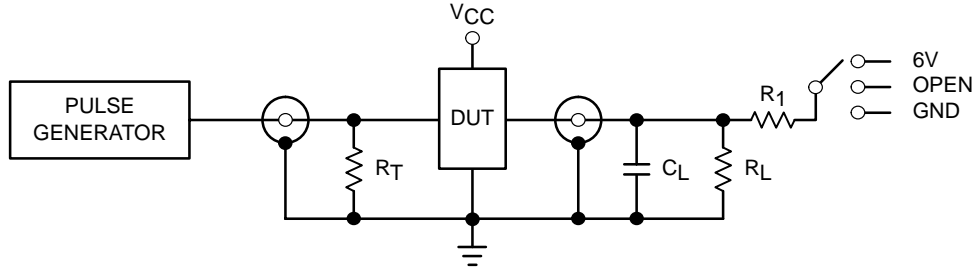 VCC
PULSE
GENERATOR
DUT
RT
CL
RL
R1
6V
OPEN
GND